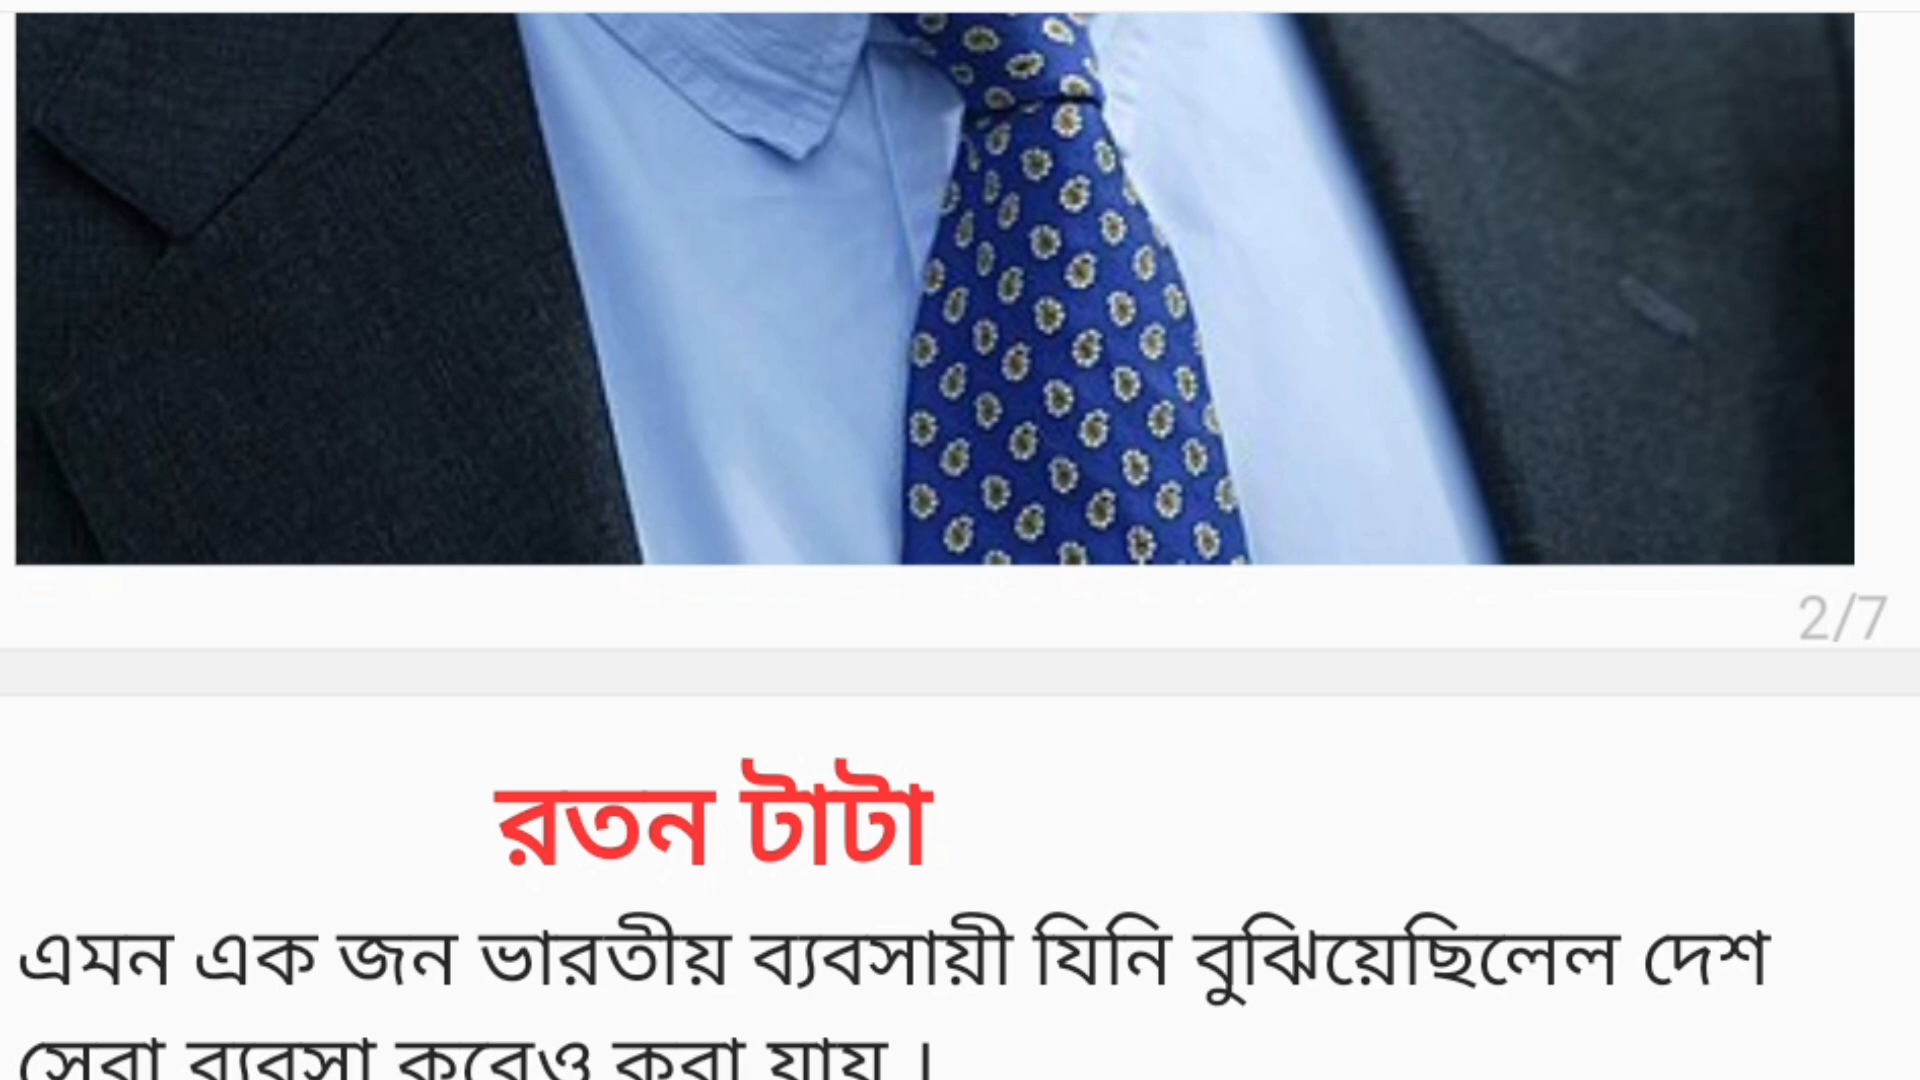 2/7
রতন টাটা
এমন এক জন ভারতীয় ব্যবসায়ী যিনি বুঝিয়েছিলেল দেশ
সেবা ব্যবসা করেও করা যায় ।